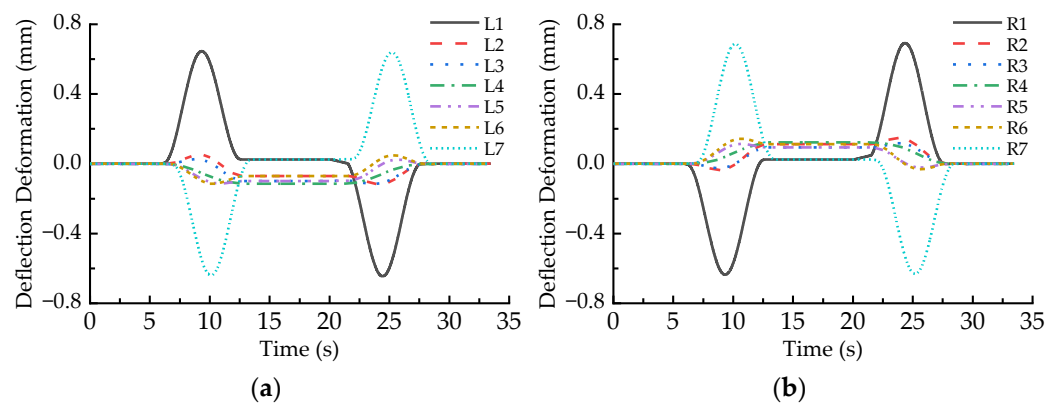 Deflection Deformation (mm)
0.8
0.4
0.0
−0.4
−0.8
0 5 10 15 20 25 30 35
Time (s)
L1
L2
L3
L4
L5
L6
L7
(a)
Deflection Deformation (mm)
0.8
0.4
0.0
−0.4
−0.8
0 5 10 15 20 25 30 35
Time (s)
R1
R2
R3
R4
R5
R6
R7
(b)